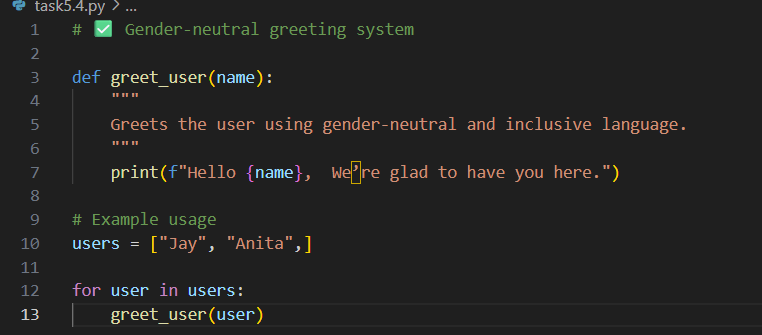 task5.4.py > ...
1 # ✅ Gender-neutral greeting system
2
3 def greet_user(name):
4     """
5     Greets the user using gender-neutral and inclusive language.
6     """
7     print(f"Hello {name},  We’re glad to have you here.")
8
9 # Example usage
10 users = ["Jay", "Anita",]
11
12 for user in users:
13     greet_user(user)